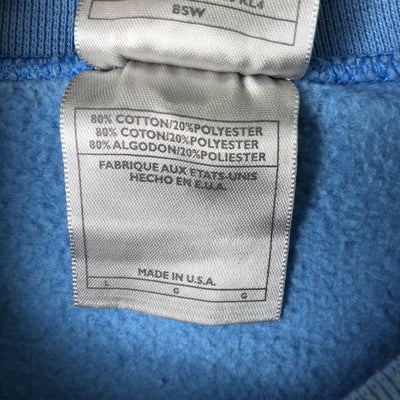 BSW
80% COTTON/20%POLYESTER
80% COTON/20%POLYESTER
80% ALGODON/20%POLIESTER
FABRIQUE AUX ETATS-UNIS
HECHO EN E.U.A.
MADE IN U.S.A.
L G G